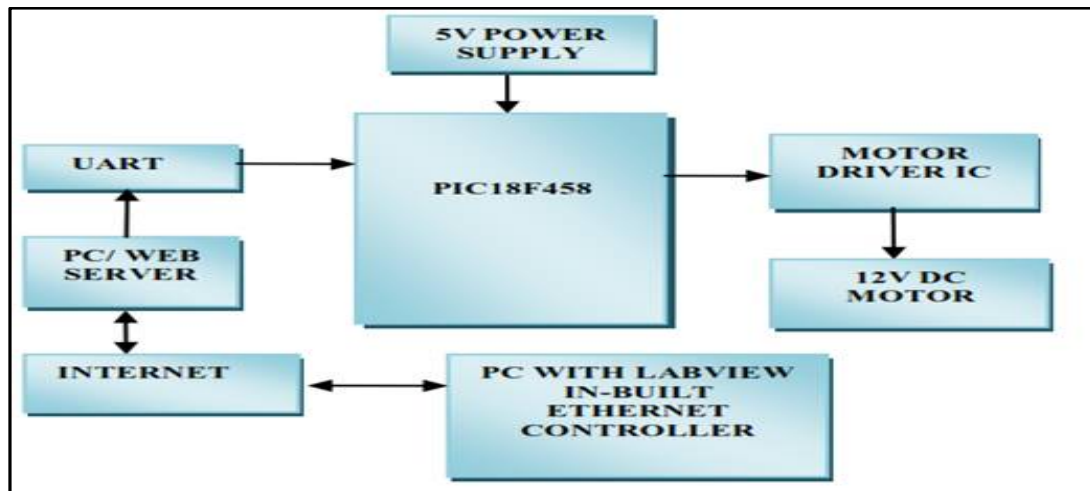 5V POWER
SUPPLY
UART
PIC18F458
MOTOR
DRIVER IC
PC/ WEB
SERVER
12V DC
MOTOR
INTERNET
PC WITH LABVIEW
IN-BUILT
ETHERNET
CONTROLLER